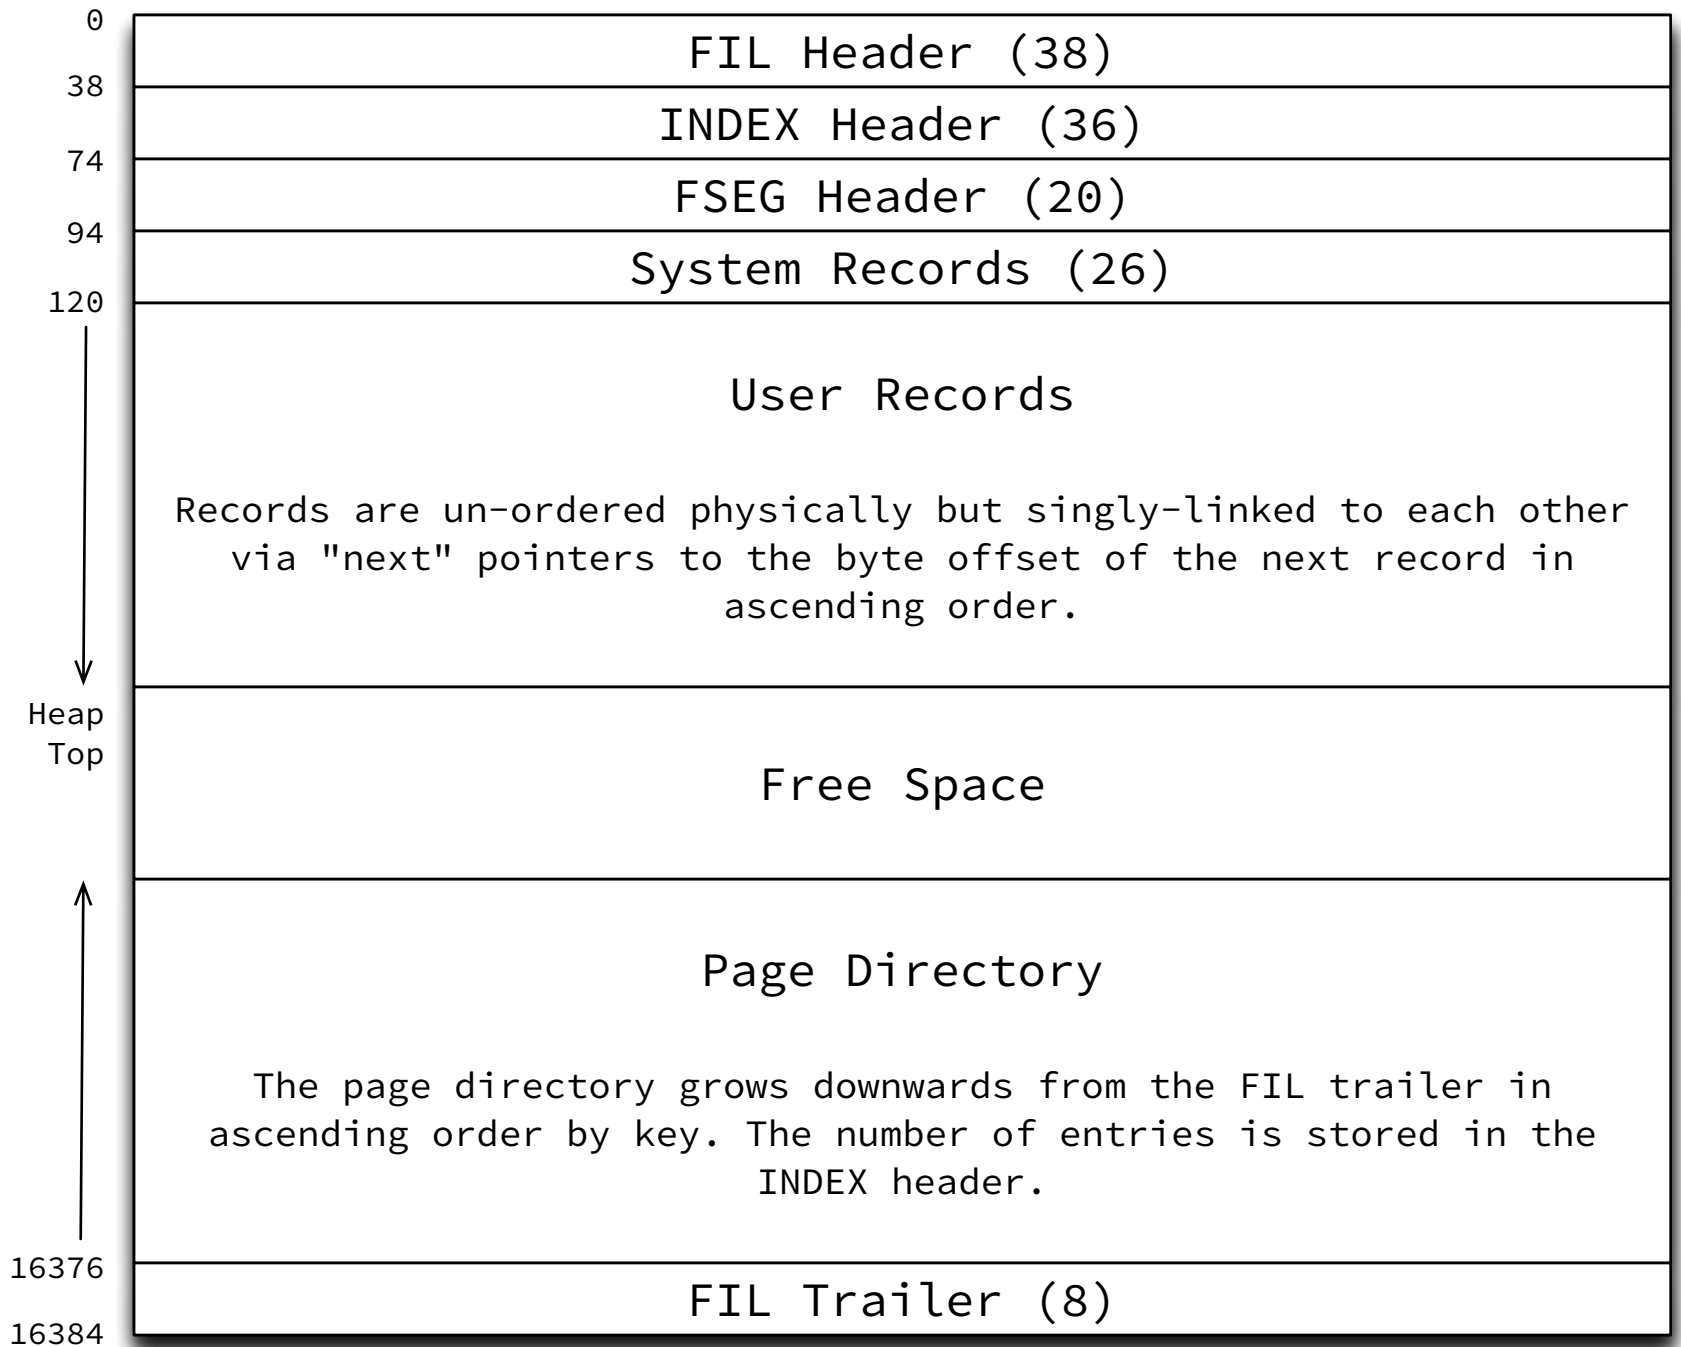 0
FIL Header (38)
38
INDEX Header (36)
74
FSEG Header (20)
94
System Records (26)
120
User Records
Records are un-ordered physically but singly-linked to each other
via "next" pointers to the byte offset of the next record in
ascending order.
Heap
Top
Free Space
Page Directory
The page directory grows downwards from the FIL trailer in
ascending order by key. The number of entries is stored in the
INDEX header.
16376
FIL Trailer (8)
16384